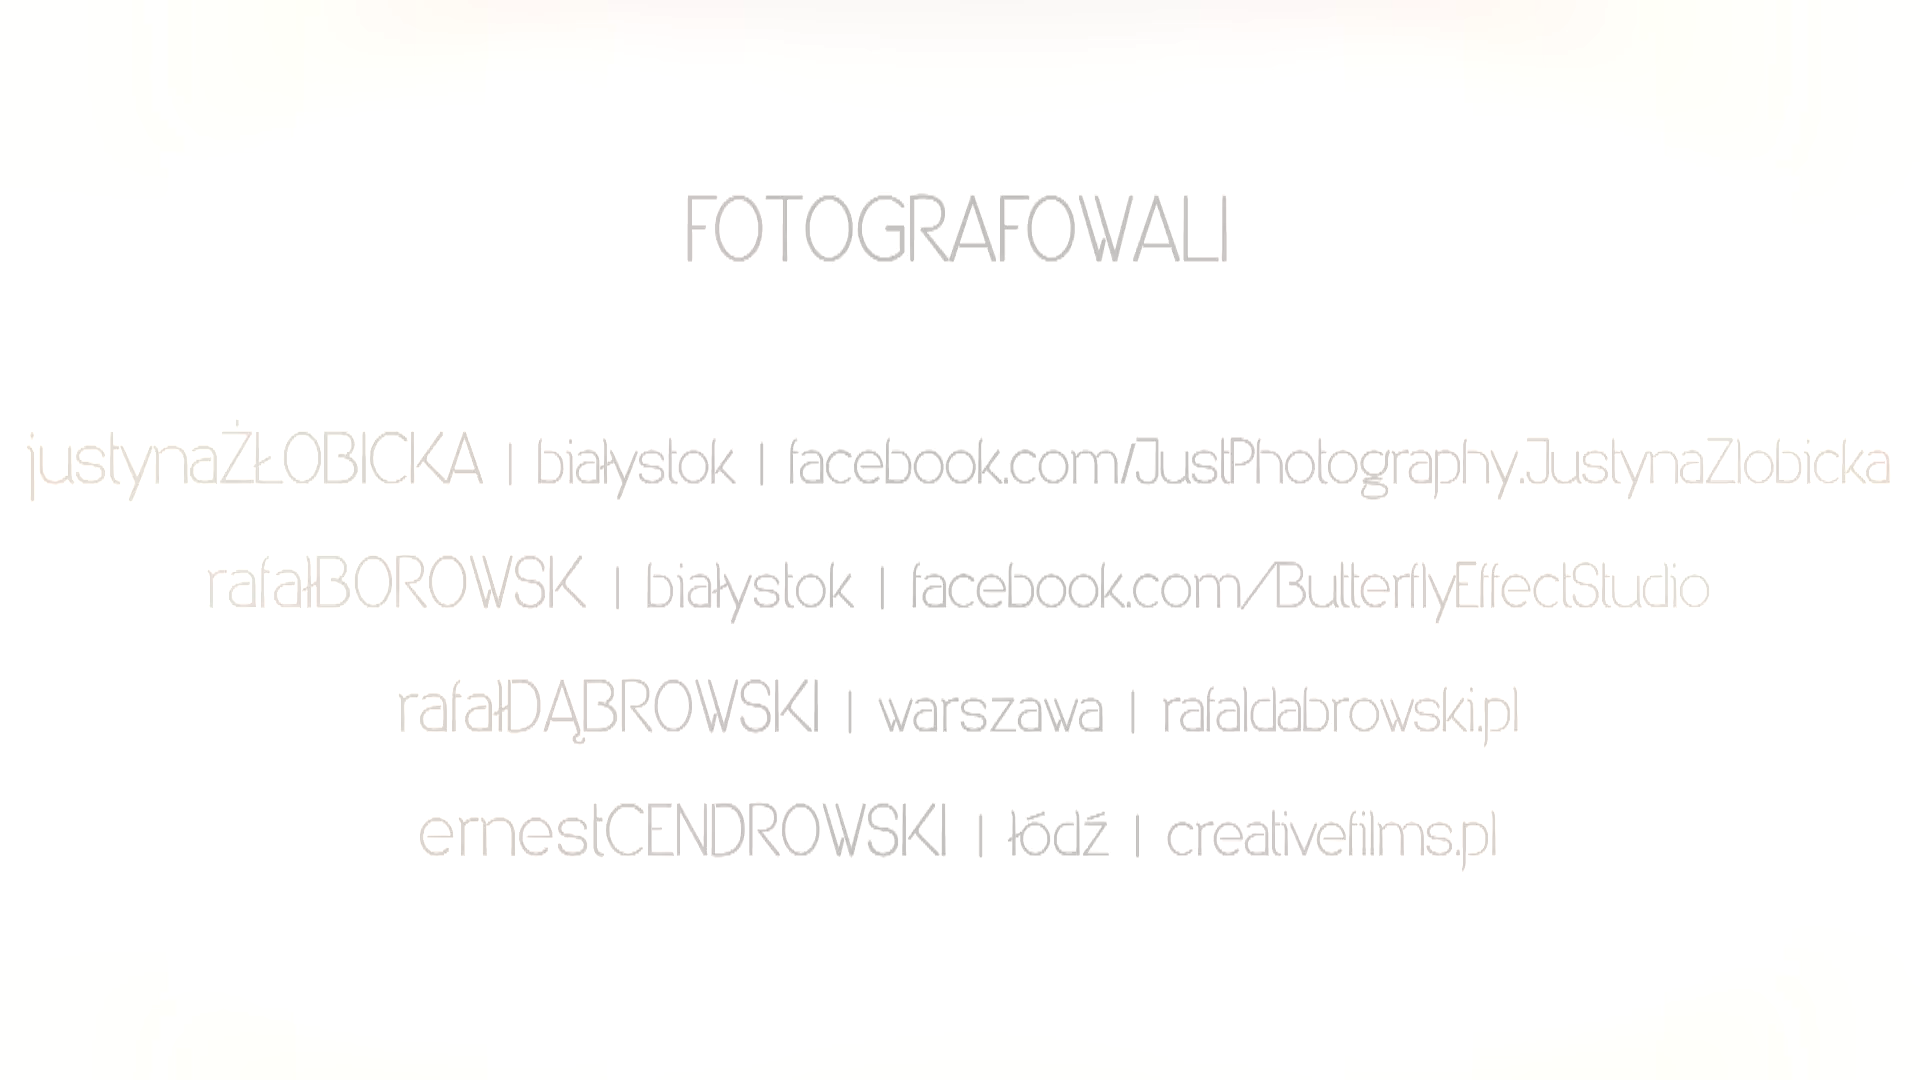 FOTOGRAFOWALI
justynaŻŁOBICKA | białystok | facebook.com/JustPhotography.JustynaZlobicka
rafałBOROWSK | białystok | facebook.com/ButterflyEffectStudio
rafałDĄBROWSKI | warszawa | rafaldabrowski.pl
ernestCENDROWSKI | łódź | creativefilms.pl